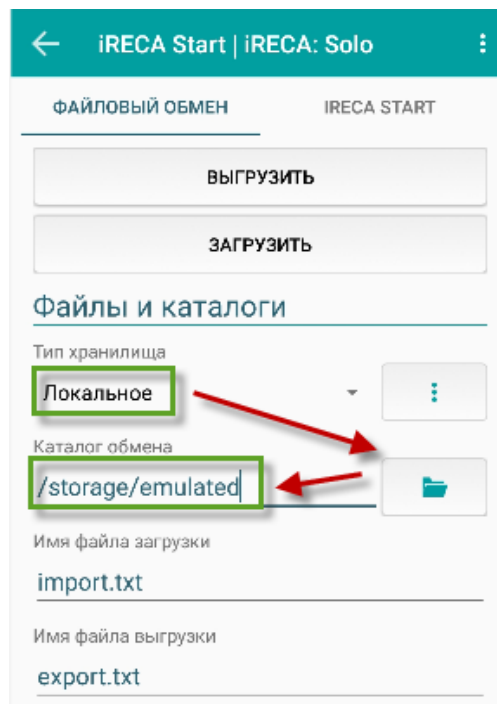 iRECA Start | iRECA: Solo
ФАЙЛОВЫЙ ОБМЕН IRECA START
ВЫГРУЗИТЬ
ЗАГРУЗИТЬ
Файлы и каталоги
Тип хранилища
Локальное
Каталог обмена
/storage/emulated
Имя файла загрузки
import.txt
Имя файла выгрузки
export.txt